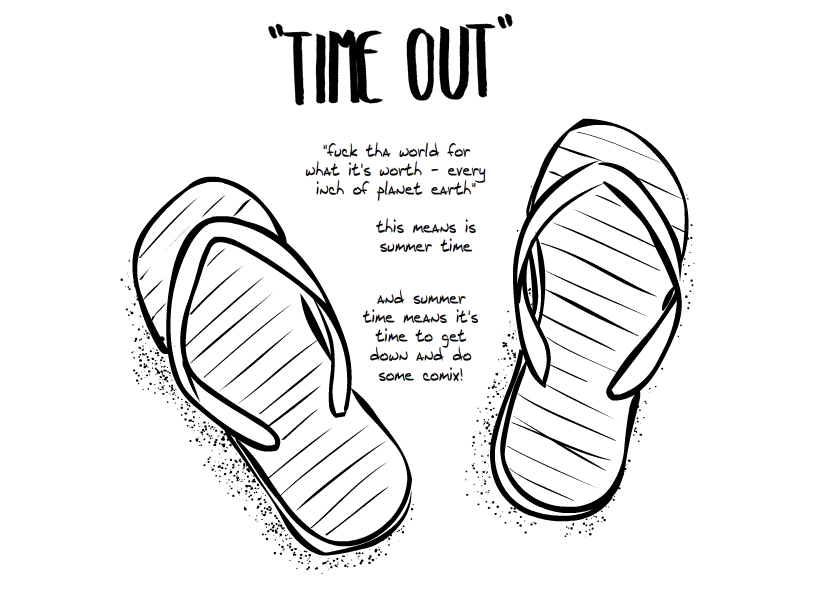 "TIME OUT"
"fuck tha world for
what it's worth - every
inch of planet earth"
this means is
summer time
and summer
time means it's
time to get
down and do
some comix!